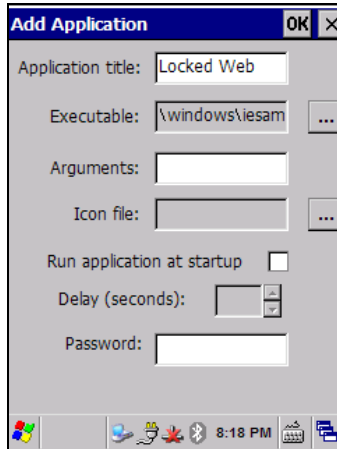 Add Application OK ×
Application title: Locked Web
Executable: \windows\iesam ...
Arguments:
Icon file: ...
Run application at startup
Delay (seconds):
Password:
8:18 PM